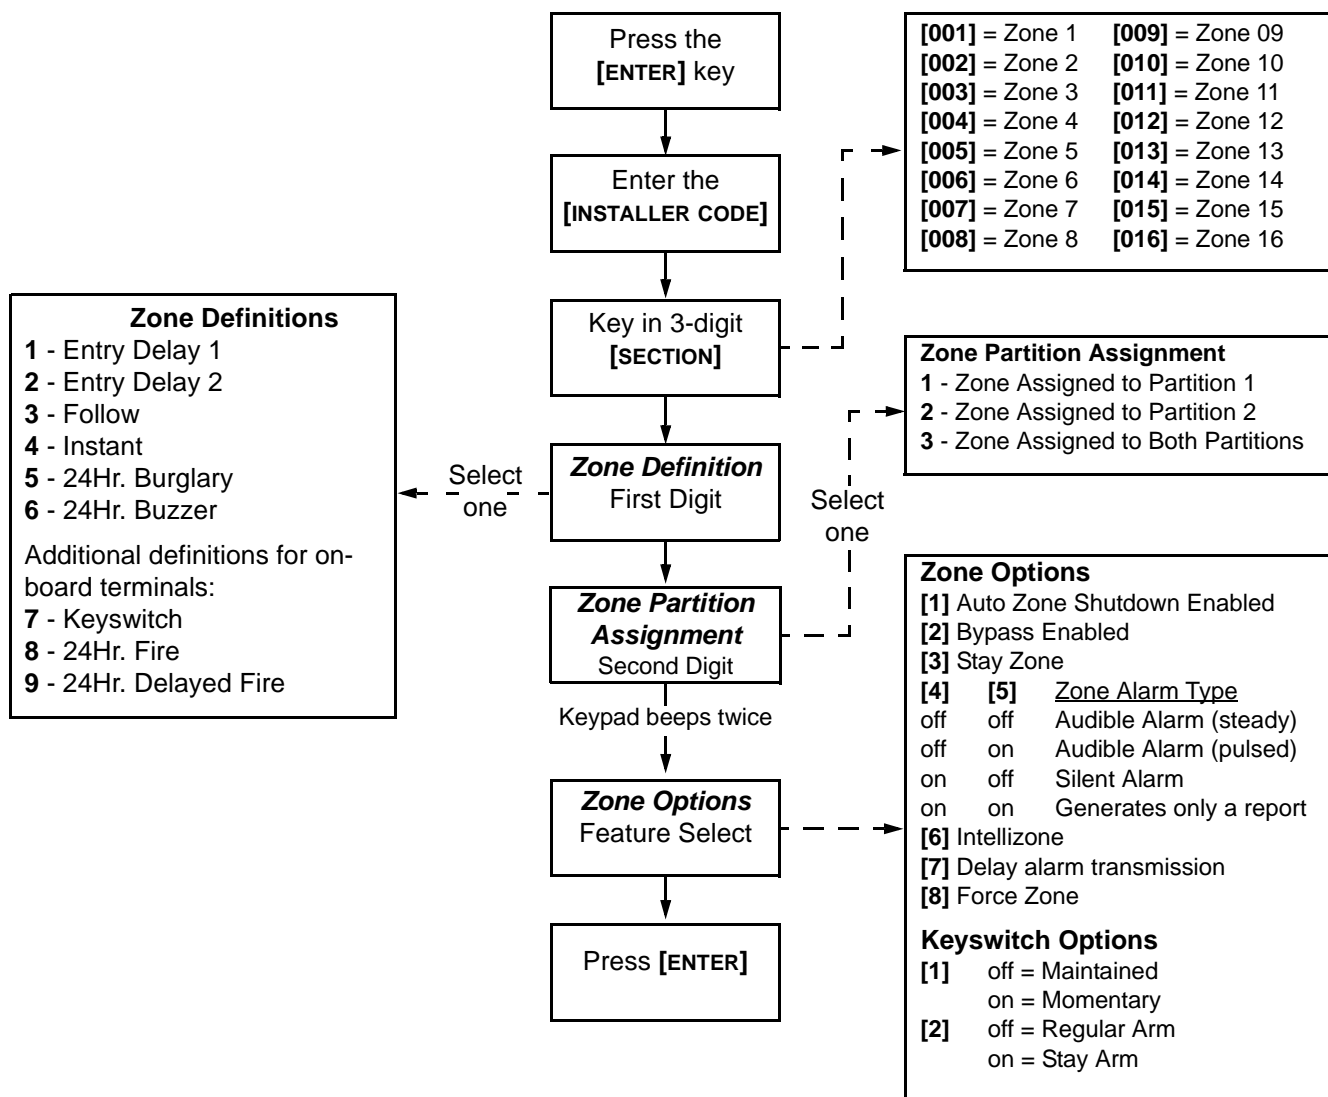 Press the
[ENTER] key
Enter the
[INSTALLER CODE]
Key in 3-digit
[SECTION]
Zone Definition
First Digit
Zone Partition
Assignment
Second Digit
Keypad beeps twice
Zone Options
Feature Select
Press [ENTER]
Select
one
Zone Definitions
1 - Entry Delay 1
2 - Entry Delay 2
3 - Follow
4 - Instant
5 - 24Hr. Burglary
6 - 24Hr. Buzzer
Additional definitions for on-
board terminals:
7 - Keyswitch
8 - 24Hr. Fire
9 - 24Hr. Delayed Fire
[001] = Zone 1 [009] = Zone 09
[002] = Zone 2 [010] = Zone 10
[003] = Zone 3 [011] = Zone 11
[004] = Zone 4 [012] = Zone 12
[005] = Zone 5 [013] = Zone 13
[006] = Zone 6 [014] = Zone 14
[007] = Zone 7 [015] = Zone 15
[008] = Zone 8 [016] = Zone 16
Select
one
Zone Partition Assignment
1 - Zone Assigned to Partition 1
2 - Zone Assigned to Partition 2
3 - Zone Assigned to Both Partitions
Zone Options
[1] Auto Zone Shutdown Enabled
[2] Bypass Enabled
[3] Stay Zone
[4] [5] Zone Alarm Type
off off Audible Alarm (steady)
off on Audible Alarm (pulsed)
on off Silent Alarm
on on Generates only a report
[6] Intellizone
[7] Delay alarm transmission
[8] Force Zone
Keyswitch Options
[1] off = Maintained
on = Momentary
[2] off = Regular Arm
on = Stay Arm